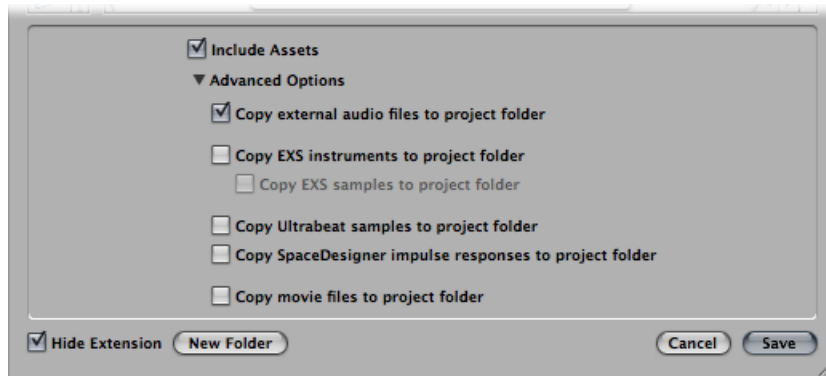 Include Assets
Advanced Options
Copy external audio files to project folder
Copy EXS instruments to project folder
Copy EXS samples to project folder
Copy Ultrabeat samples to project folder
Copy SpaceDesigner impulse responses to project folder
Copy movie files to project folder
Hide Extension New Folder Cancel Save